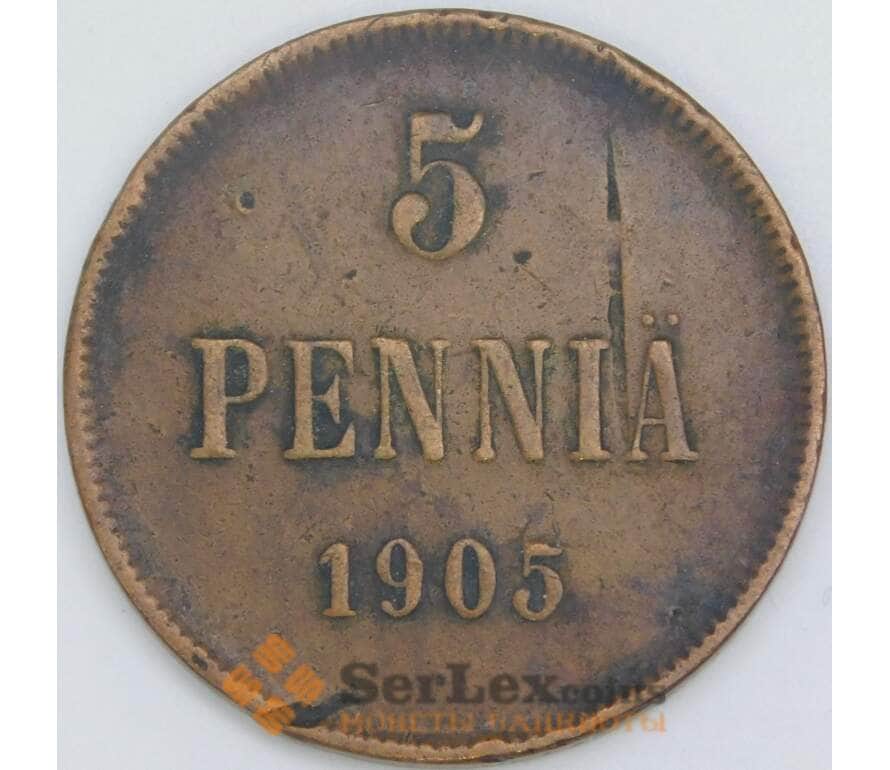 5
PENNIÄ
1905
SerLex coins
МОНЕТЫ БАНКНОТЫ